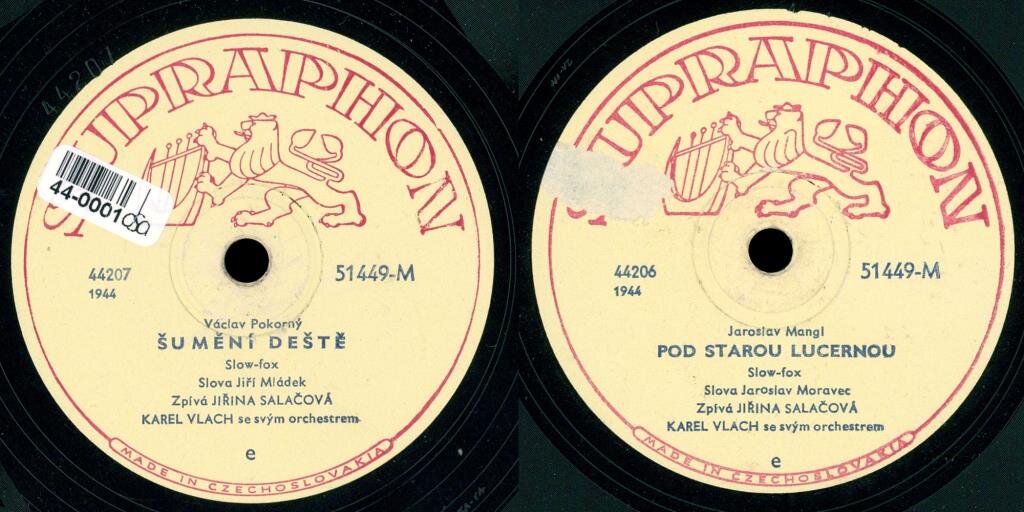 44207
SUPRAPHON
44-0001
44207
1944
51449-M
Václav Pokorný
ŠUMĚNÍ DEŠTĚ
Slow-fox
Slova Jiří Mládek
Zpívá JIŘINA SALAČOVÁ
KAREL VLACH se svým orchestrem
e
MADE IN CZECHOSLOVAKIA
SUPRAPHON
44206
1944
51449-M
Jaroslav Mangl
POD STAROU LUCERNOU
Slow-fox
Slova Jaroslav Moravec
Zpívá JIŘINA SALAČOVÁ
KAREL VLACH se svým orchestrem
e
MADE IN CZECHOSLOVAKIA